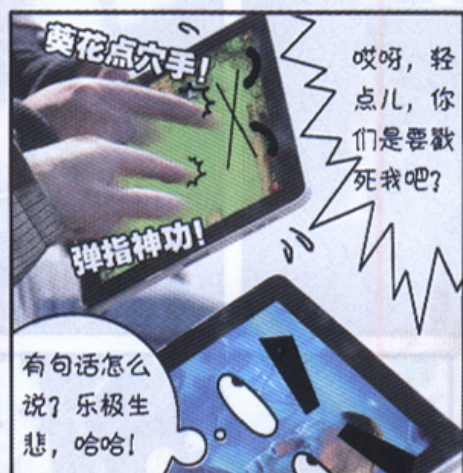 葵花点穴手!
哎呀，轻
点儿，你
们是要戳
死我吧?
弹指神功!
有句话怎么
说? 乐极生
悲，哈哈!